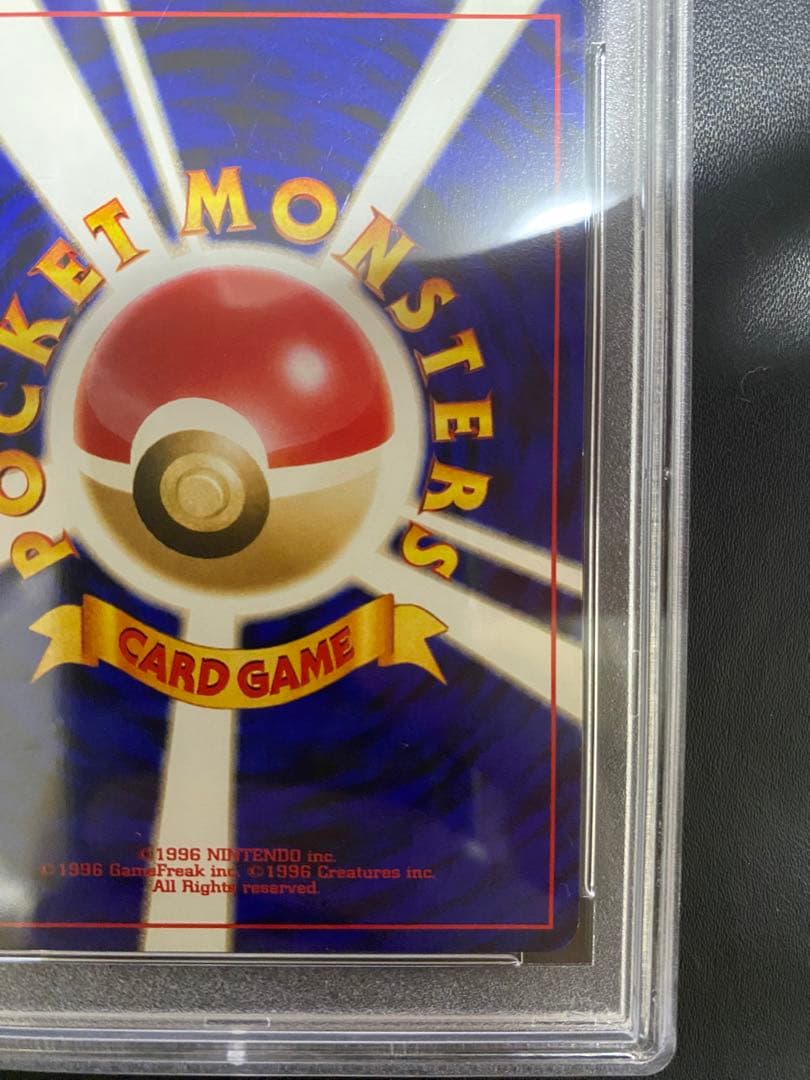 POCKET MONSTERS
CARD GAME
©1996 NINTENDO inc.
©1996 GameFreak inc. ©1996 Creatures inc.
All Rights reserved.